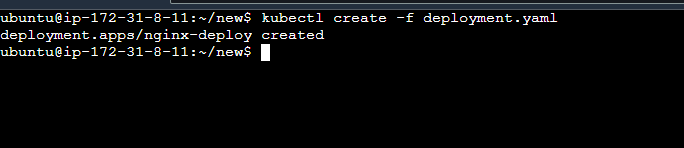 ubuntu@ip-172-31-8-11:~/new$ kubectl create -f deployment.yaml
deployment.apps/nginx-deploy created
ubuntu@ip-172-31-8-11:~/new$